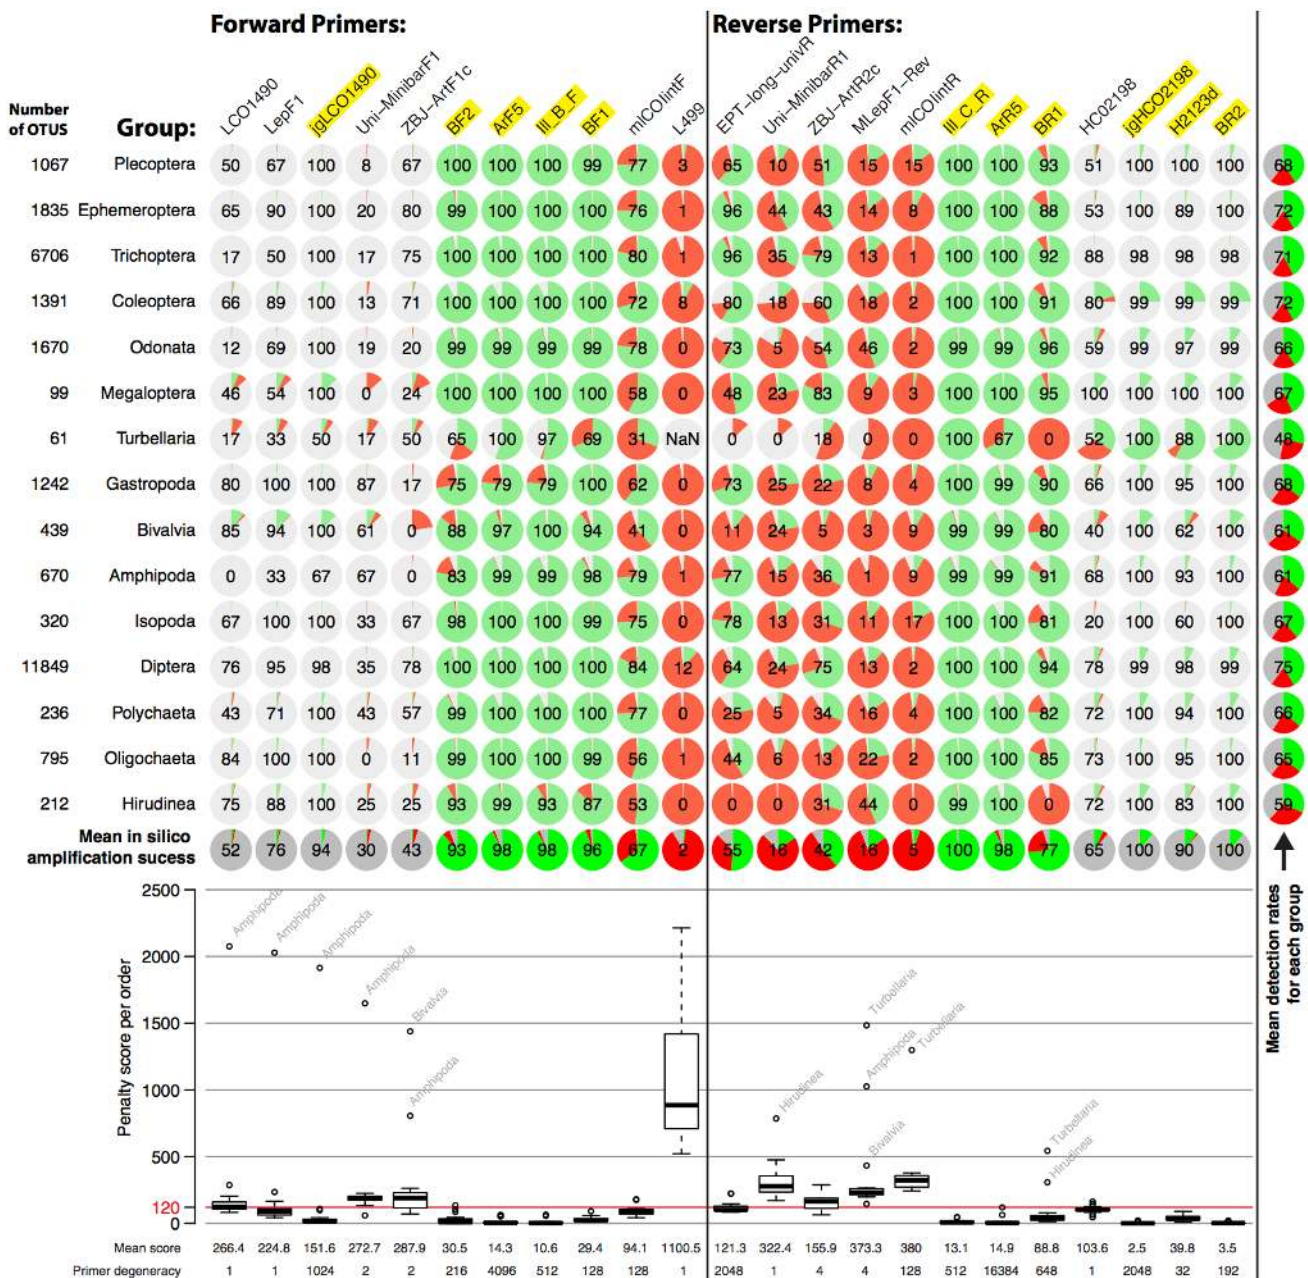 Forward Primers:
Reverse Primers:
Number of OTUS
Group:
LCO1490
LepF1
jgLCO1490
Uni-MinibarF1
ZBJ-ArtF1c
BF2
ArF5
III_B_F
BF1
mlCOIintF
L499
EPT-long-univR
Uni-MinibarR1
ZBJ-ArtR2c
MLepF1-Rev
mlCOIintR
III_C_R
ArR5
BR1
HCO2198
jgHCO2198
H2123d
BR2
1067 Plecoptera 50 67 100 8 67 100 100 100 99 77 3 65 10 51 15 15 100 100 93 51 100 100 100 68
1835 Ephemeroptera 65 90 100 20 80 99 100 100 100 76 1 96 44 43 14 8 100 100 88 53 100 89 100 72
6706 Trichoptera 17 50 100 17 75 100 100 100 100 80 1 96 35 79 13 1 100 100 92 88 98 98 98 71
1391 Coleoptera 66 89 100 13 71 100 100 100 100 72 8 80 18 60 18 2 100 100 91 80 99 99 99 72
1670 Odonata 12 69 100 19 20 99 99 99 99 78 0 73 5 54 46 2 99 99 96 59 99 97 99 66
99 Megaloptera 46 54 100 0 24 100 100 100 100 58 0 48 23 83 9 3 100 100 95 100 100 100 100 67
61 Turbellaria 17 33 50 17 50 65 100 97 69 31 NaN 0 0 18 0 0 100 67 0 52 100 88 100 48
1242 Gastropoda 80 100 100 87 17 75 79 79 100 62 0 73 25 22 8 4 100 99 90 66 100 95 100 68
439 Bivalvia 85 94 100 61 0 88 97 100 94 41 0 11 24 5 3 9 99 99 80 40 100 62 100 61
670 Amphipoda 0 33 67 67 0 83 99 99 98 79 1 77 15 36 1 9 99 99 91 68 100 93 100 61
320 Isopoda 67 100 100 33 67 98 100 100 99 75 0 78 13 31 11 17 100 100 81 20 100 60 100 67
11849 Diptera 76 95 98 35 78 100 100 100 100 84 12 64 24 75 13 2 100 100 94 78 99 98 99 75
236 Polychaeta 43 71 100 43 57 99 100 100 100 77 0 25 5 34 16 4 100 100 82 72 100 94 100 66
795 Oligochaeta 84 100 100 0 11 99 100 100 99 56 1 44 6 13 22 2 100 100 85 73 100 95 100 65
212 Hirudinea 75 88 100 25 25 93 99 93 87 53 0 0 0 31 44 0 99 100 0 72 100 83 100 59
Mean in silico
amplification sucess 52 76 94 30 43 93 98 98 96 67 2 55 16 42 16 5 100 98 77 65 100 90 100
Mean detection rates
for each group
Penalty score per order
2500
2000
1500
1000
500
120
0
Amphipoda
Amphipoda
Amphipoda
Amphipoda
Bivalvia
Amphipoda
Hirudinea
Turbellaria
Amphipoda
Bivalvia
Turbellaria
Turbellaria
Hirudinea
Mean score 266.4 224.8 151.6 272.7 287.9 30.5 14.3 10.6 29.4 94.1 1100.5 121.3 322.4 155.9 373.3 380 13.1 14.9 88.8 103.6 2.5 39.8 3.5
Primer degeneracy 1 1 1024 2 2 216 4096 512 128 128 1 2048 1 4 4 128 512 16384 648 1 2048 32 192